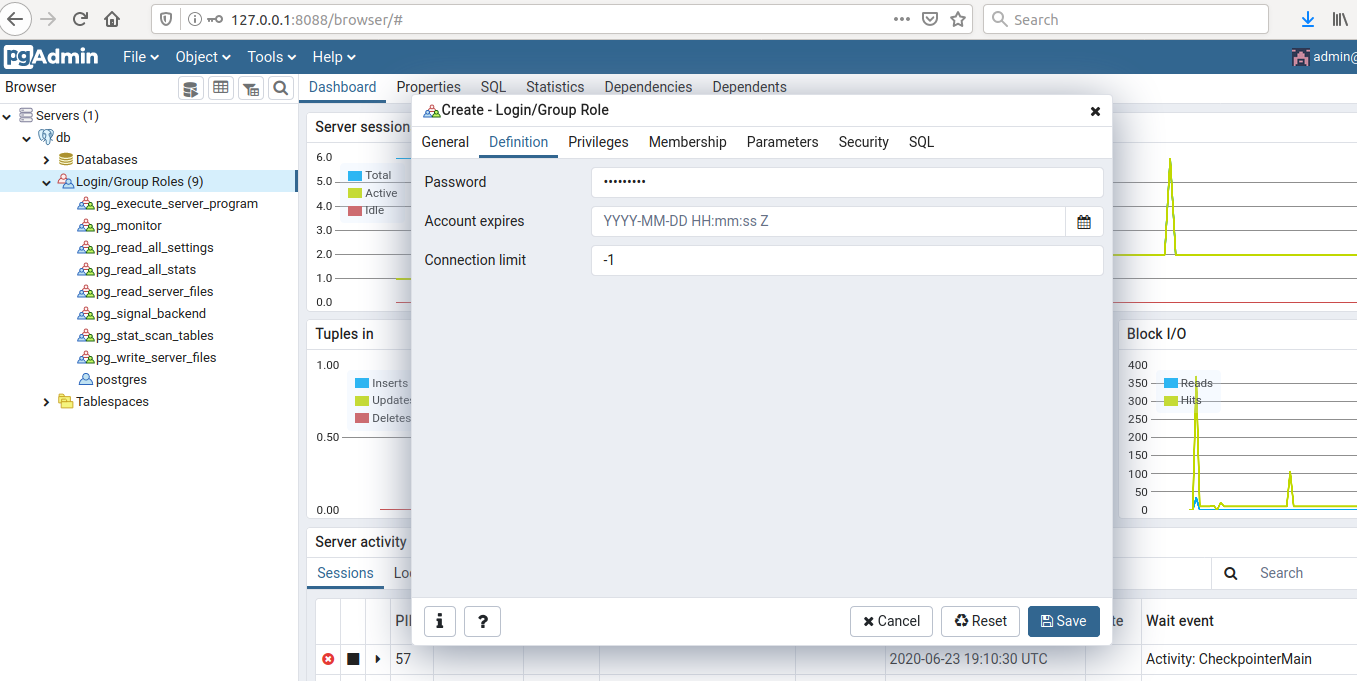 127.0.0.1:8088/browser/#
Search
pgAdmin
File
Object
Tools
Help
admin@
Browser
Dashboard
Properties
SQL
Statistics
Dependencies
Dependents
Servers (1)
db
Databases
Login/Group Roles (9)
pg_execute_server_program
pg_monitor
pg_read_all_settings
pg_read_all_stats
pg_read_server_files
pg_signal_backend
pg_stat_scan_tables
pg_write_server_files
postgres
Tablespaces
Server session
6.0
5.0
4.0
3.0
2.0
1.0
0.0
Total
Active
Idle
Tuples in
1.00
0.50
0.00
Inserts
Updates
Deletes
Create - Login/Group Role
General
Definition
Privileges
Membership
Parameters
Security
SQL
Password
•••••••••
Account expires
YYYY-MM-DD HH:mm:ss Z
Connection limit
-1
i
?
Cancel
Reset
Save
Block I/O
400
350
300
250
200
150
100
50
0
Reads
Hits
Server activity
Sessions
Lo
Search
PI
te
Wait event
57
2020-06-23 19:10:30 UTC
Activity: CheckpointerMain